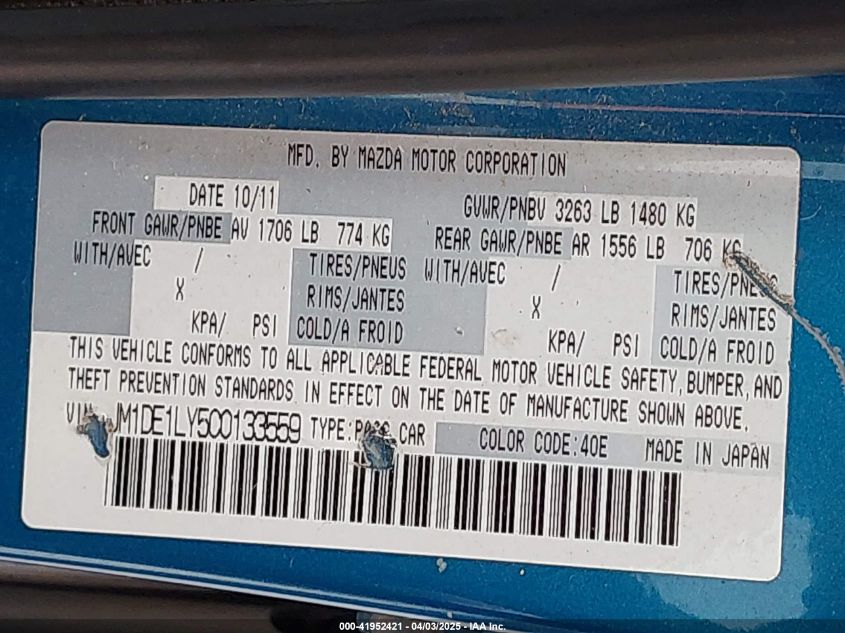 MFD. BY MAZDA MOTOR CORPORATION
DATE 10/11 GVWR/PNBV 3263 LB 1480 KG
FRONT GAWR/PNBE AV 1706 LB 774 KG REAR GAWR/PNBE AR 1556 LB 706 KG
WITH/AVEC / TIRES/PNEUS WITH/AVEC / TIRES/PNEUS
X RIMS/JANTES X RIMS/JANTES
KPA/ PSI COLD/A FROID KPA/ PSI COLD/A FROID
THIS VEHICLE CONFORMS TO ALL APPLICABLE FEDERAL MOTOR VEHICLE SAFETY, BUMPER, AND
THEFT PREVENTION STANDARDS IN EFFECT ON THE DATE OF MANUFACTURE SHOWN ABOVE.
VIN JM1DE1LY5C0133559 TYPE:PASS CAR COLOR CODE:40E MADE IN JAPAN
000-41952421 - 04/03/2025 - IAA Inc.